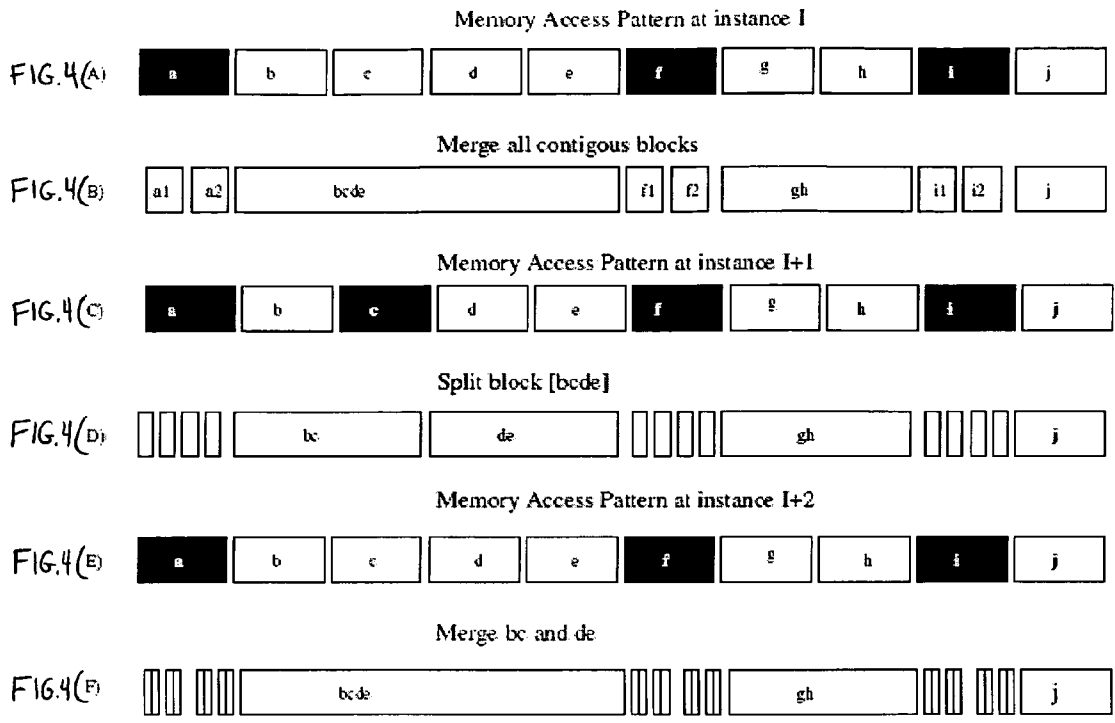 Memory Access Pattern at instance I
FIG.4(A) a b c d e f g h i j
Merge all contigous blocks
FIG.4(B) a1 a2 bcde f1 f2 gh i1 i2 j
Memory Access Pattern at instance I+1
FIG.4(C) a b c d e f g h i j
Split block [bcde]
FIG.4(D) bc de gh j
Memory Access Pattern at instance I+2
FIG.4(E) a b c d e f g h i j
Merge bc and de
FIG.4(F) bcde gh j